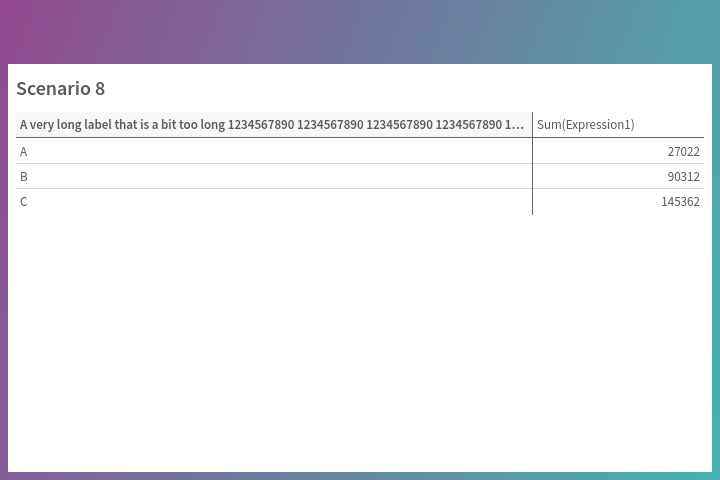 Scenario 8
A very long label that is a bit too long 1234567890 1234567890 1234567890 1234567890 1… Sum(Expression1)
A 27022
B 90312
C 145362